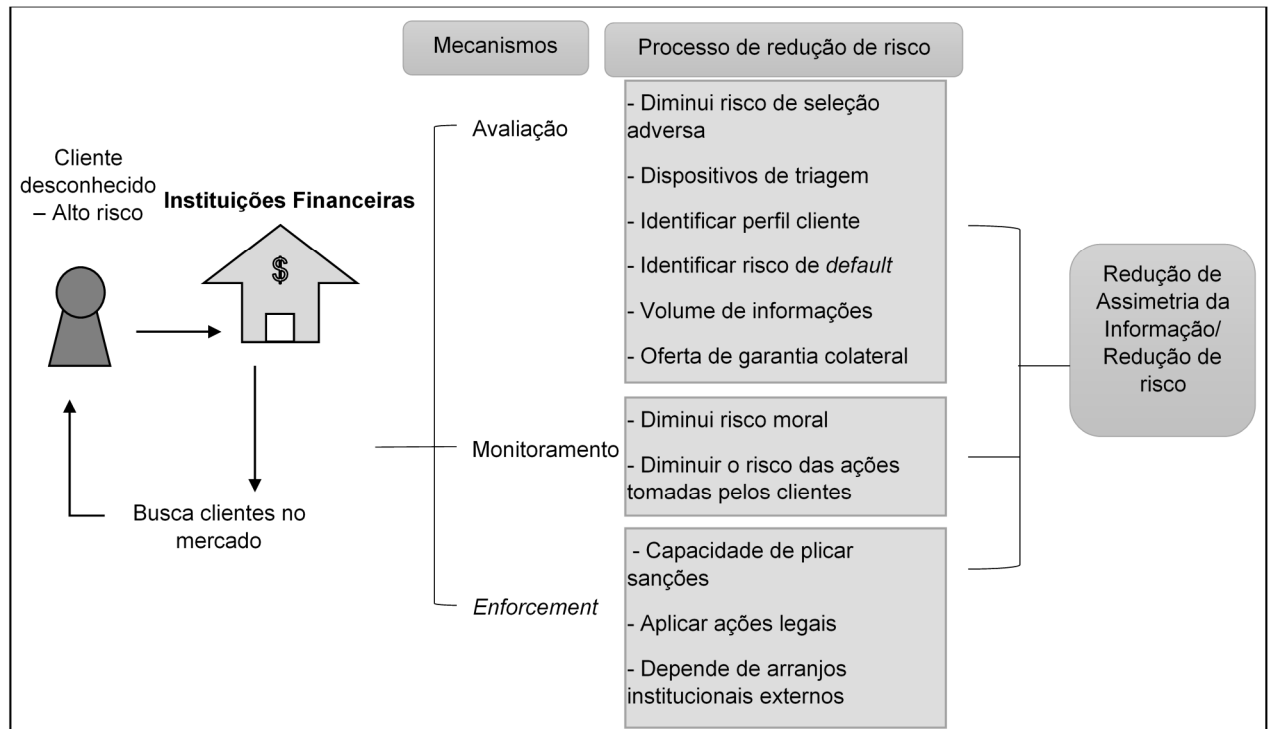 Mecanismos
Processo de redução de risco
Cliente
desconhecido
– Alto risco
Instituições Financeiras
$
Busca clientes no
mercado
Avaliação
- Diminui risco de seleção
adversa
- Dispositivos de triagem
- Identificar perfil cliente
- Identificar risco de default
- Volume de informações
- Oferta de garantia colateral
Monitoramento
- Diminui risco moral
- Diminuir o risco das ações
tomadas pelos clientes
Enforcement
- Capacidade de plicar
sanções
- Aplicar ações legais
- Depende de arranjos
institucionais externos
Redução de
Assimetria da
Informação/
Redução de
risco